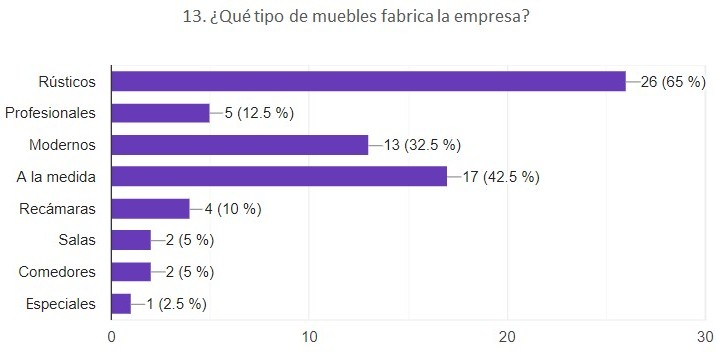 13. ¿Qué tipo de muebles fabrica la empresa?
Rústicos 26 (65 %)
Profesionales 5 (12.5 %)
Modernos 13 (32.5 %)
A la medida 17 (42.5 %)
Recámaras 4 (10 %)
Salas 2 (5 %)
Comedores 2 (5 %)
Especiales 1 (2.5 %)
0 10 20 30